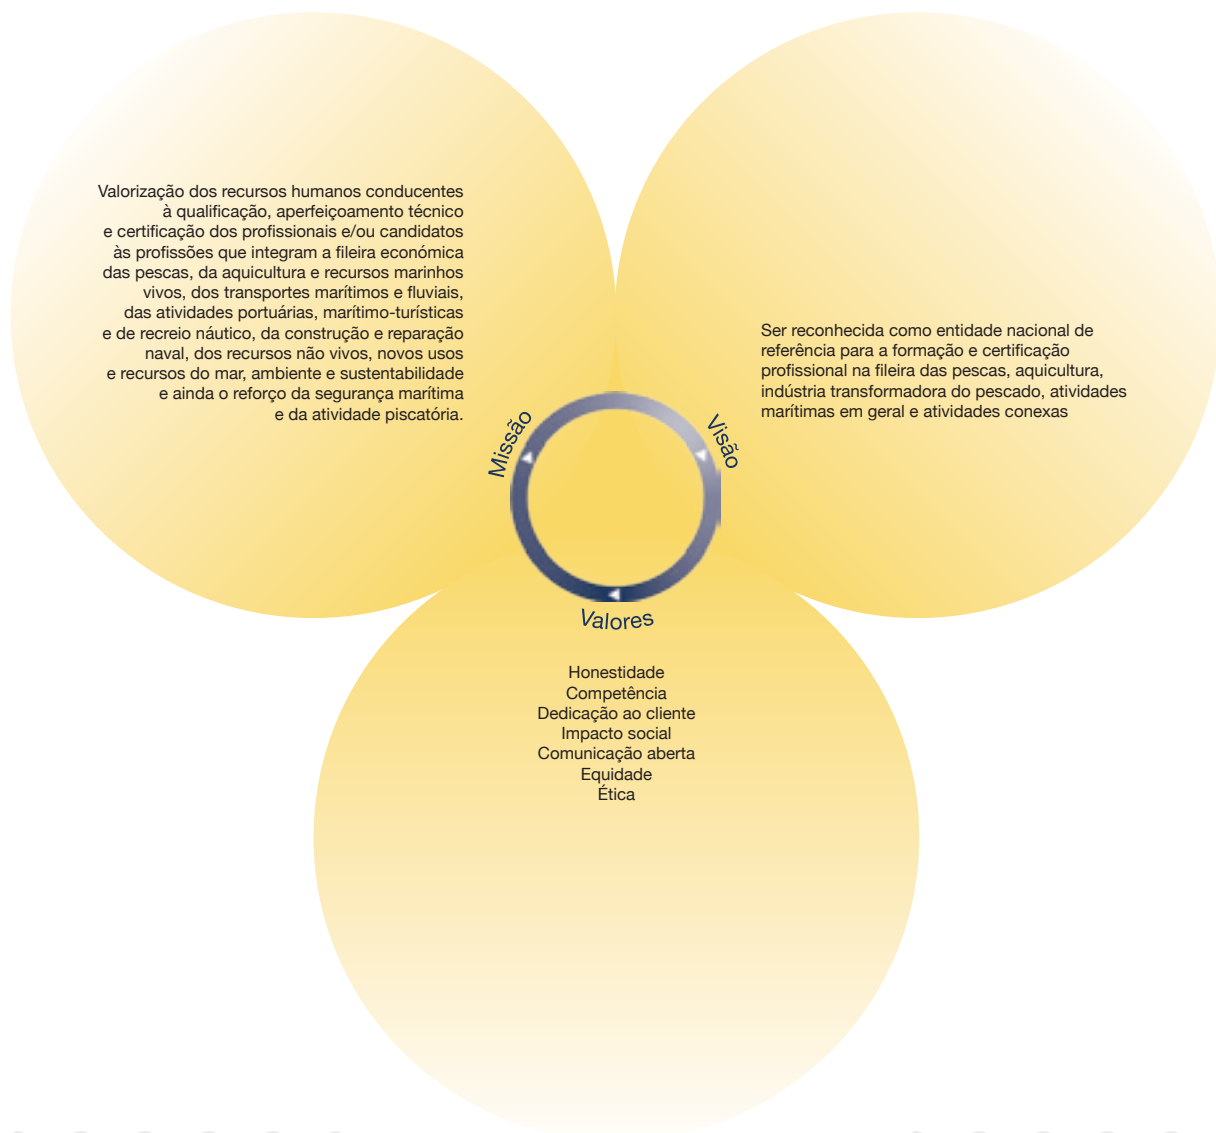 Valorização dos recursos humanos conducentes
à qualificação, aperfeiçoamento técnico
e certificação dos profissionais e/ou candidatos
às profissões que integram a fileira económica
das pescas, da aquicultura e recursos marinhos
vivos, dos transportes marítimos e fluviais,
das atividades portuárias, marítimo-turísticas
e de recreio náutico, da construção e reparação
naval, dos recursos não vivos, novos usos
e recursos do mar, ambiente e sustentabilidade
e ainda o reforço da segurança marítima
e da atividade piscatória.
Missão
Visão
Ser reconhecida como entidade nacional de
referência para a formação e certificação
profissional na fileira das pescas, aquicultura,
indústria transformadora do pescado, atividades
marítimas em geral e atividades conexas
Valores
Honestidade
Competência
Dedicação ao cliente
Impacto social
Comunicação aberta
Equidade
Ética